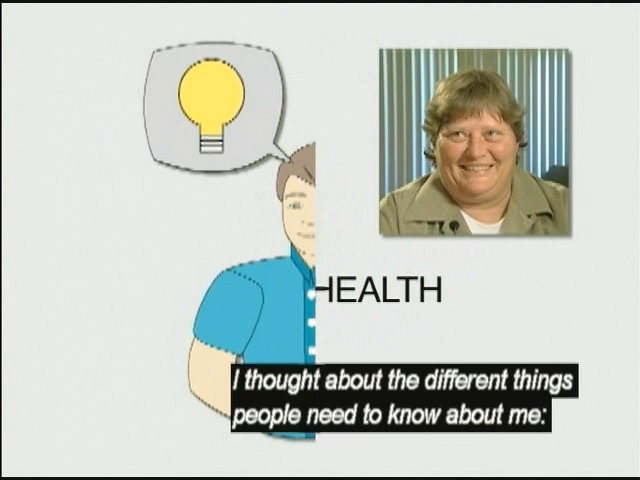 HEALTH
I thought about the different things
people need to know about me: